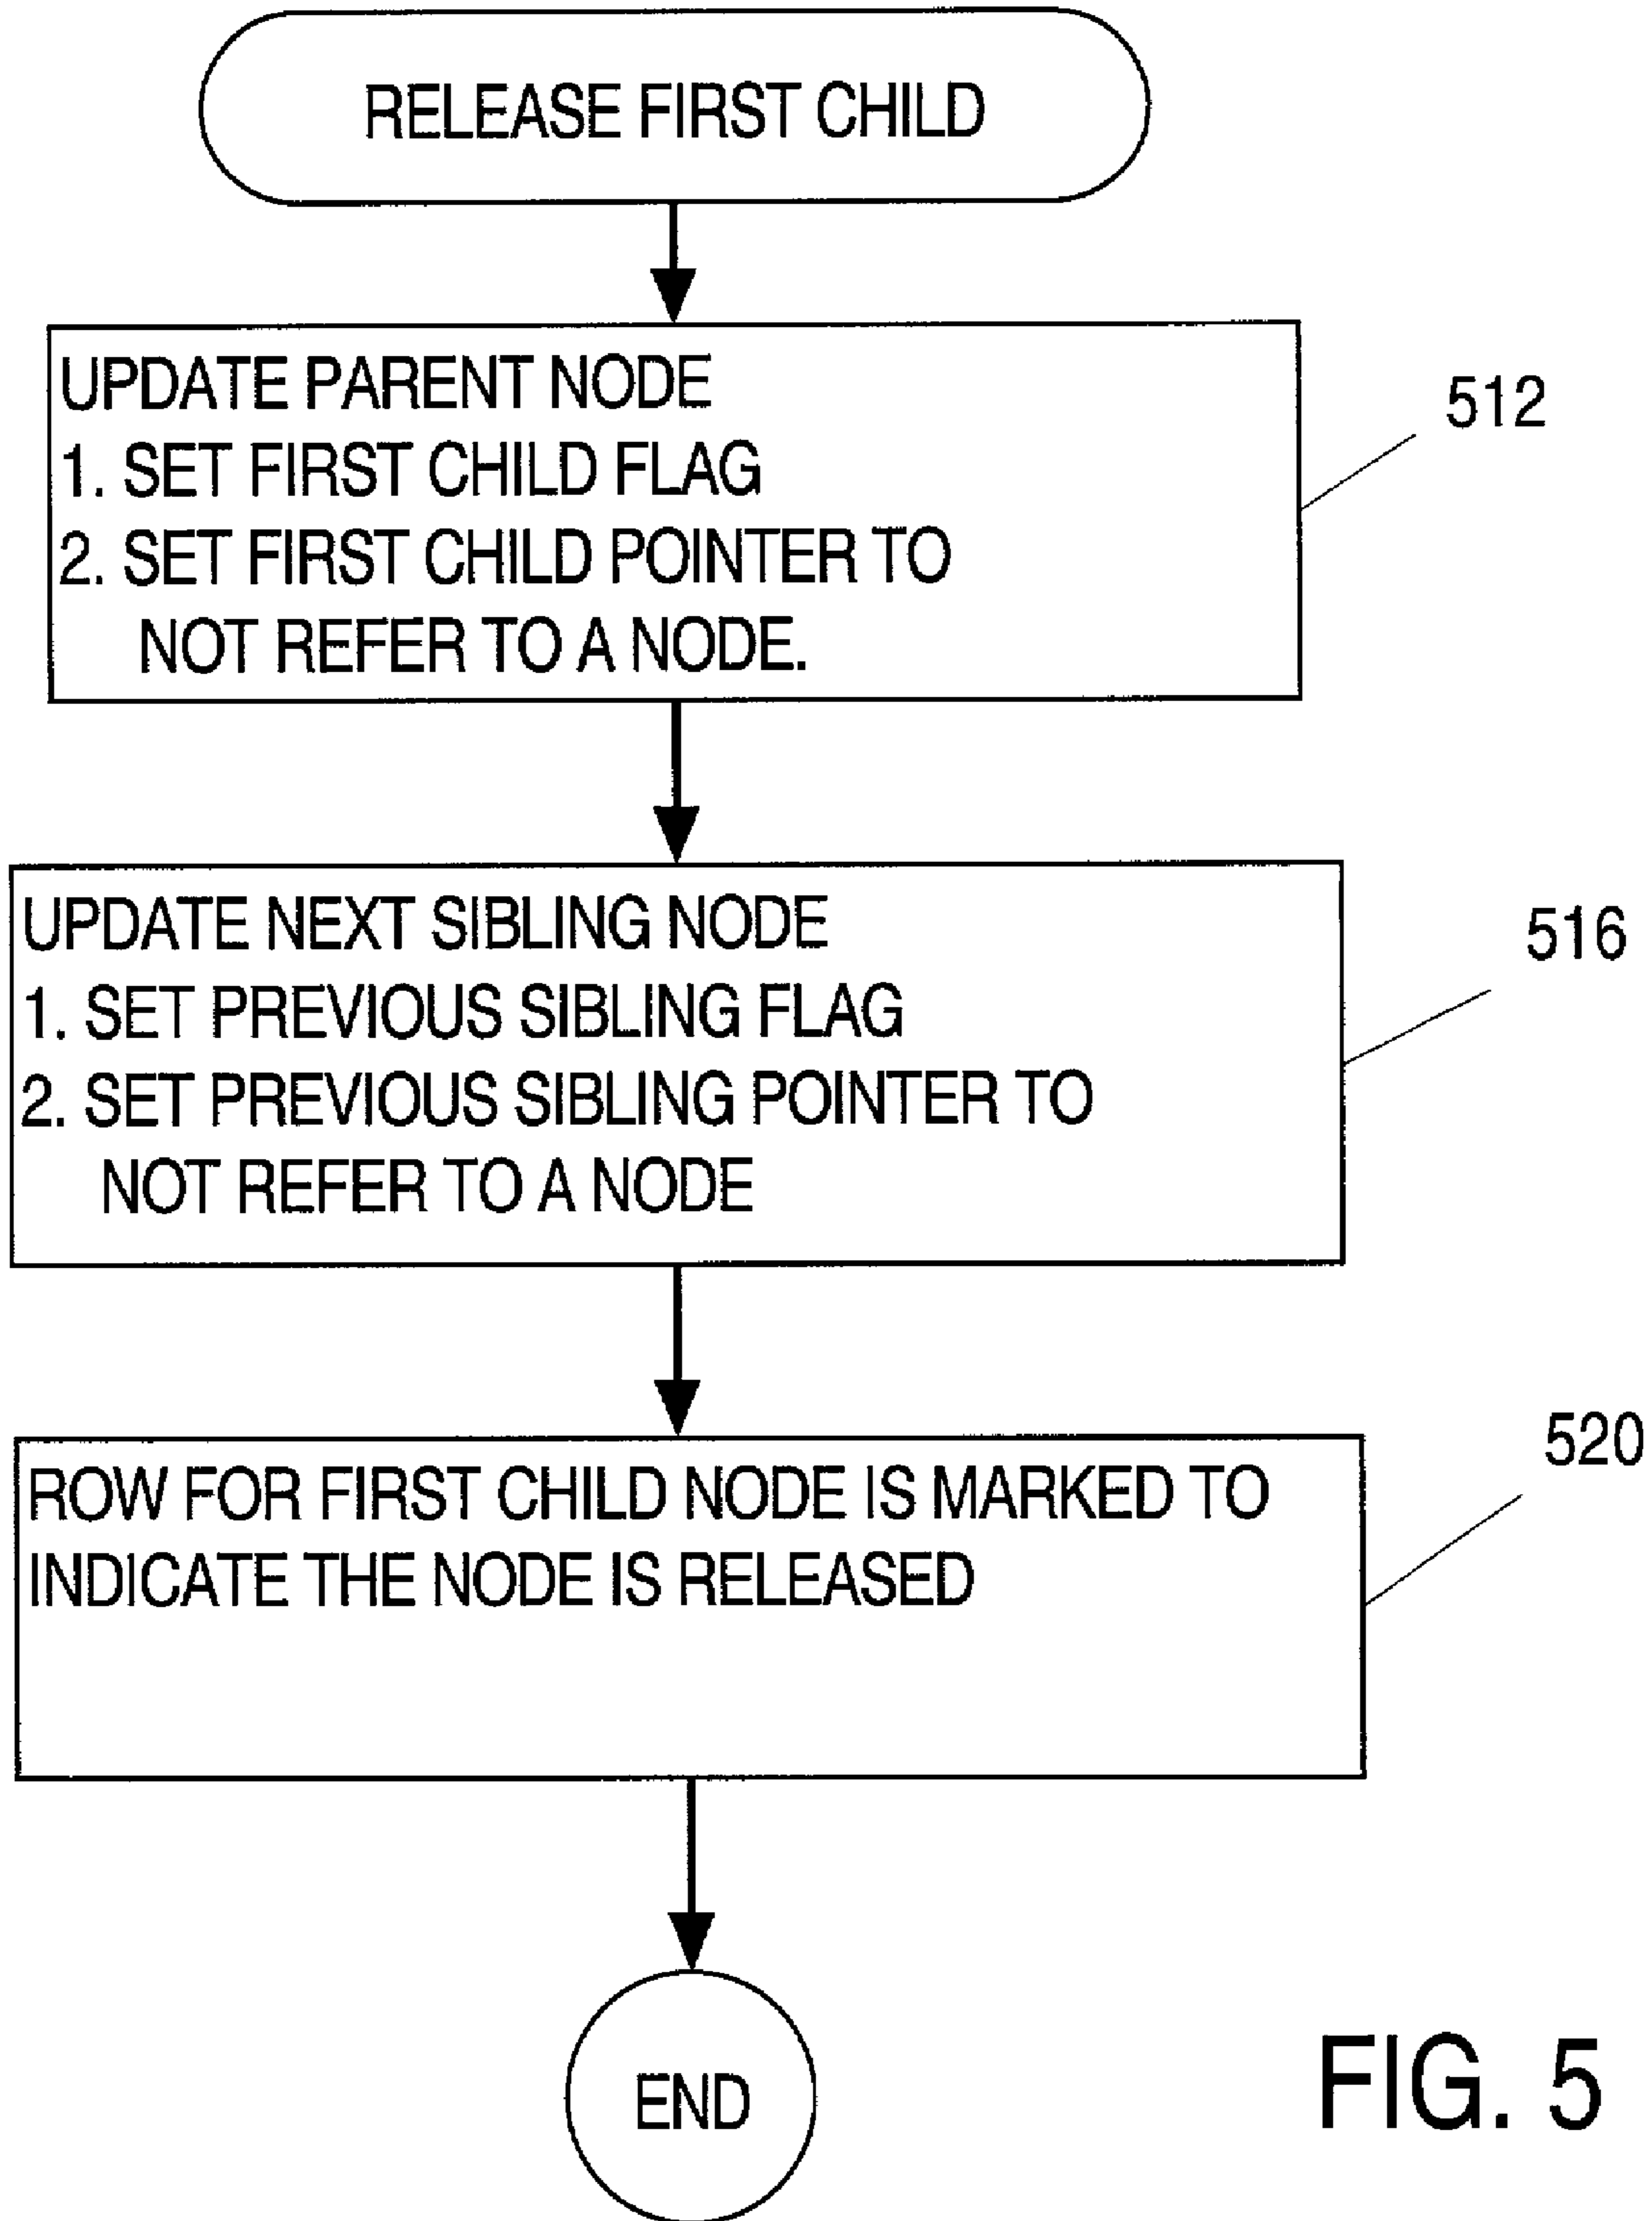 RELEASE FIRST CHILD
UPDATE PARENT NODE
1. SET FIRST CHILD FLAG
2. SET FIRST CHILD POINTER TO
NOT REFER TO A NODE.
512
UPDATE NEXT SIBLING NODE
1. SET PREVIOUS SIBLING FLAG
2. SET PREVIOUS SIBLING POINTER TO
NOT REFER TO A NODE
516
ROW FOR FIRST CHILD NODE IS MARKED TO
INDICATE THE NODE IS RELEASED
520
END
FIG. 5